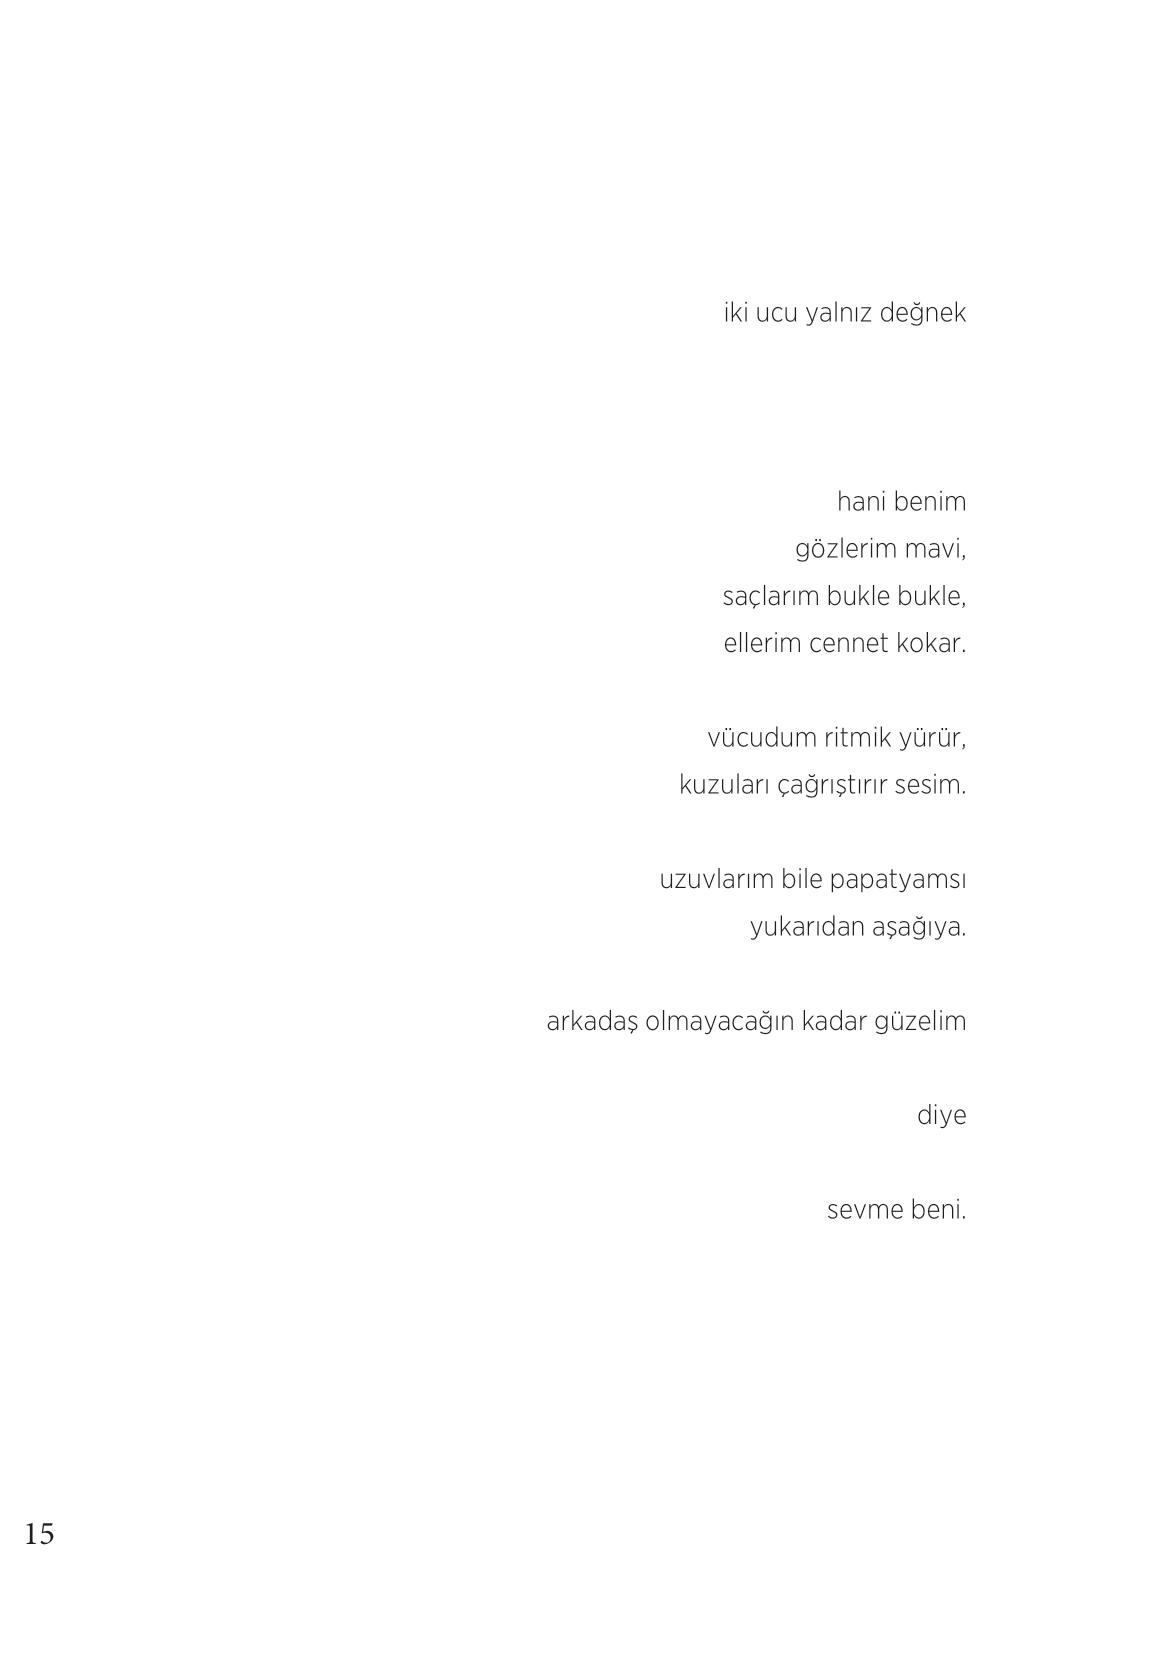 iki ucu yalnız değnek
hani benim
gözlerim mavi,
saçlarım bukle bukle,
ellerim cennet kokar.
vücudum ritmik yürür,
kuzuları çağrıştırır sesim.
uzuvlarım bile papatyamsı
yukarıdan aşağıya.
arkadaş olmayacağın kadar güzelim
diye
sevme beni.
15